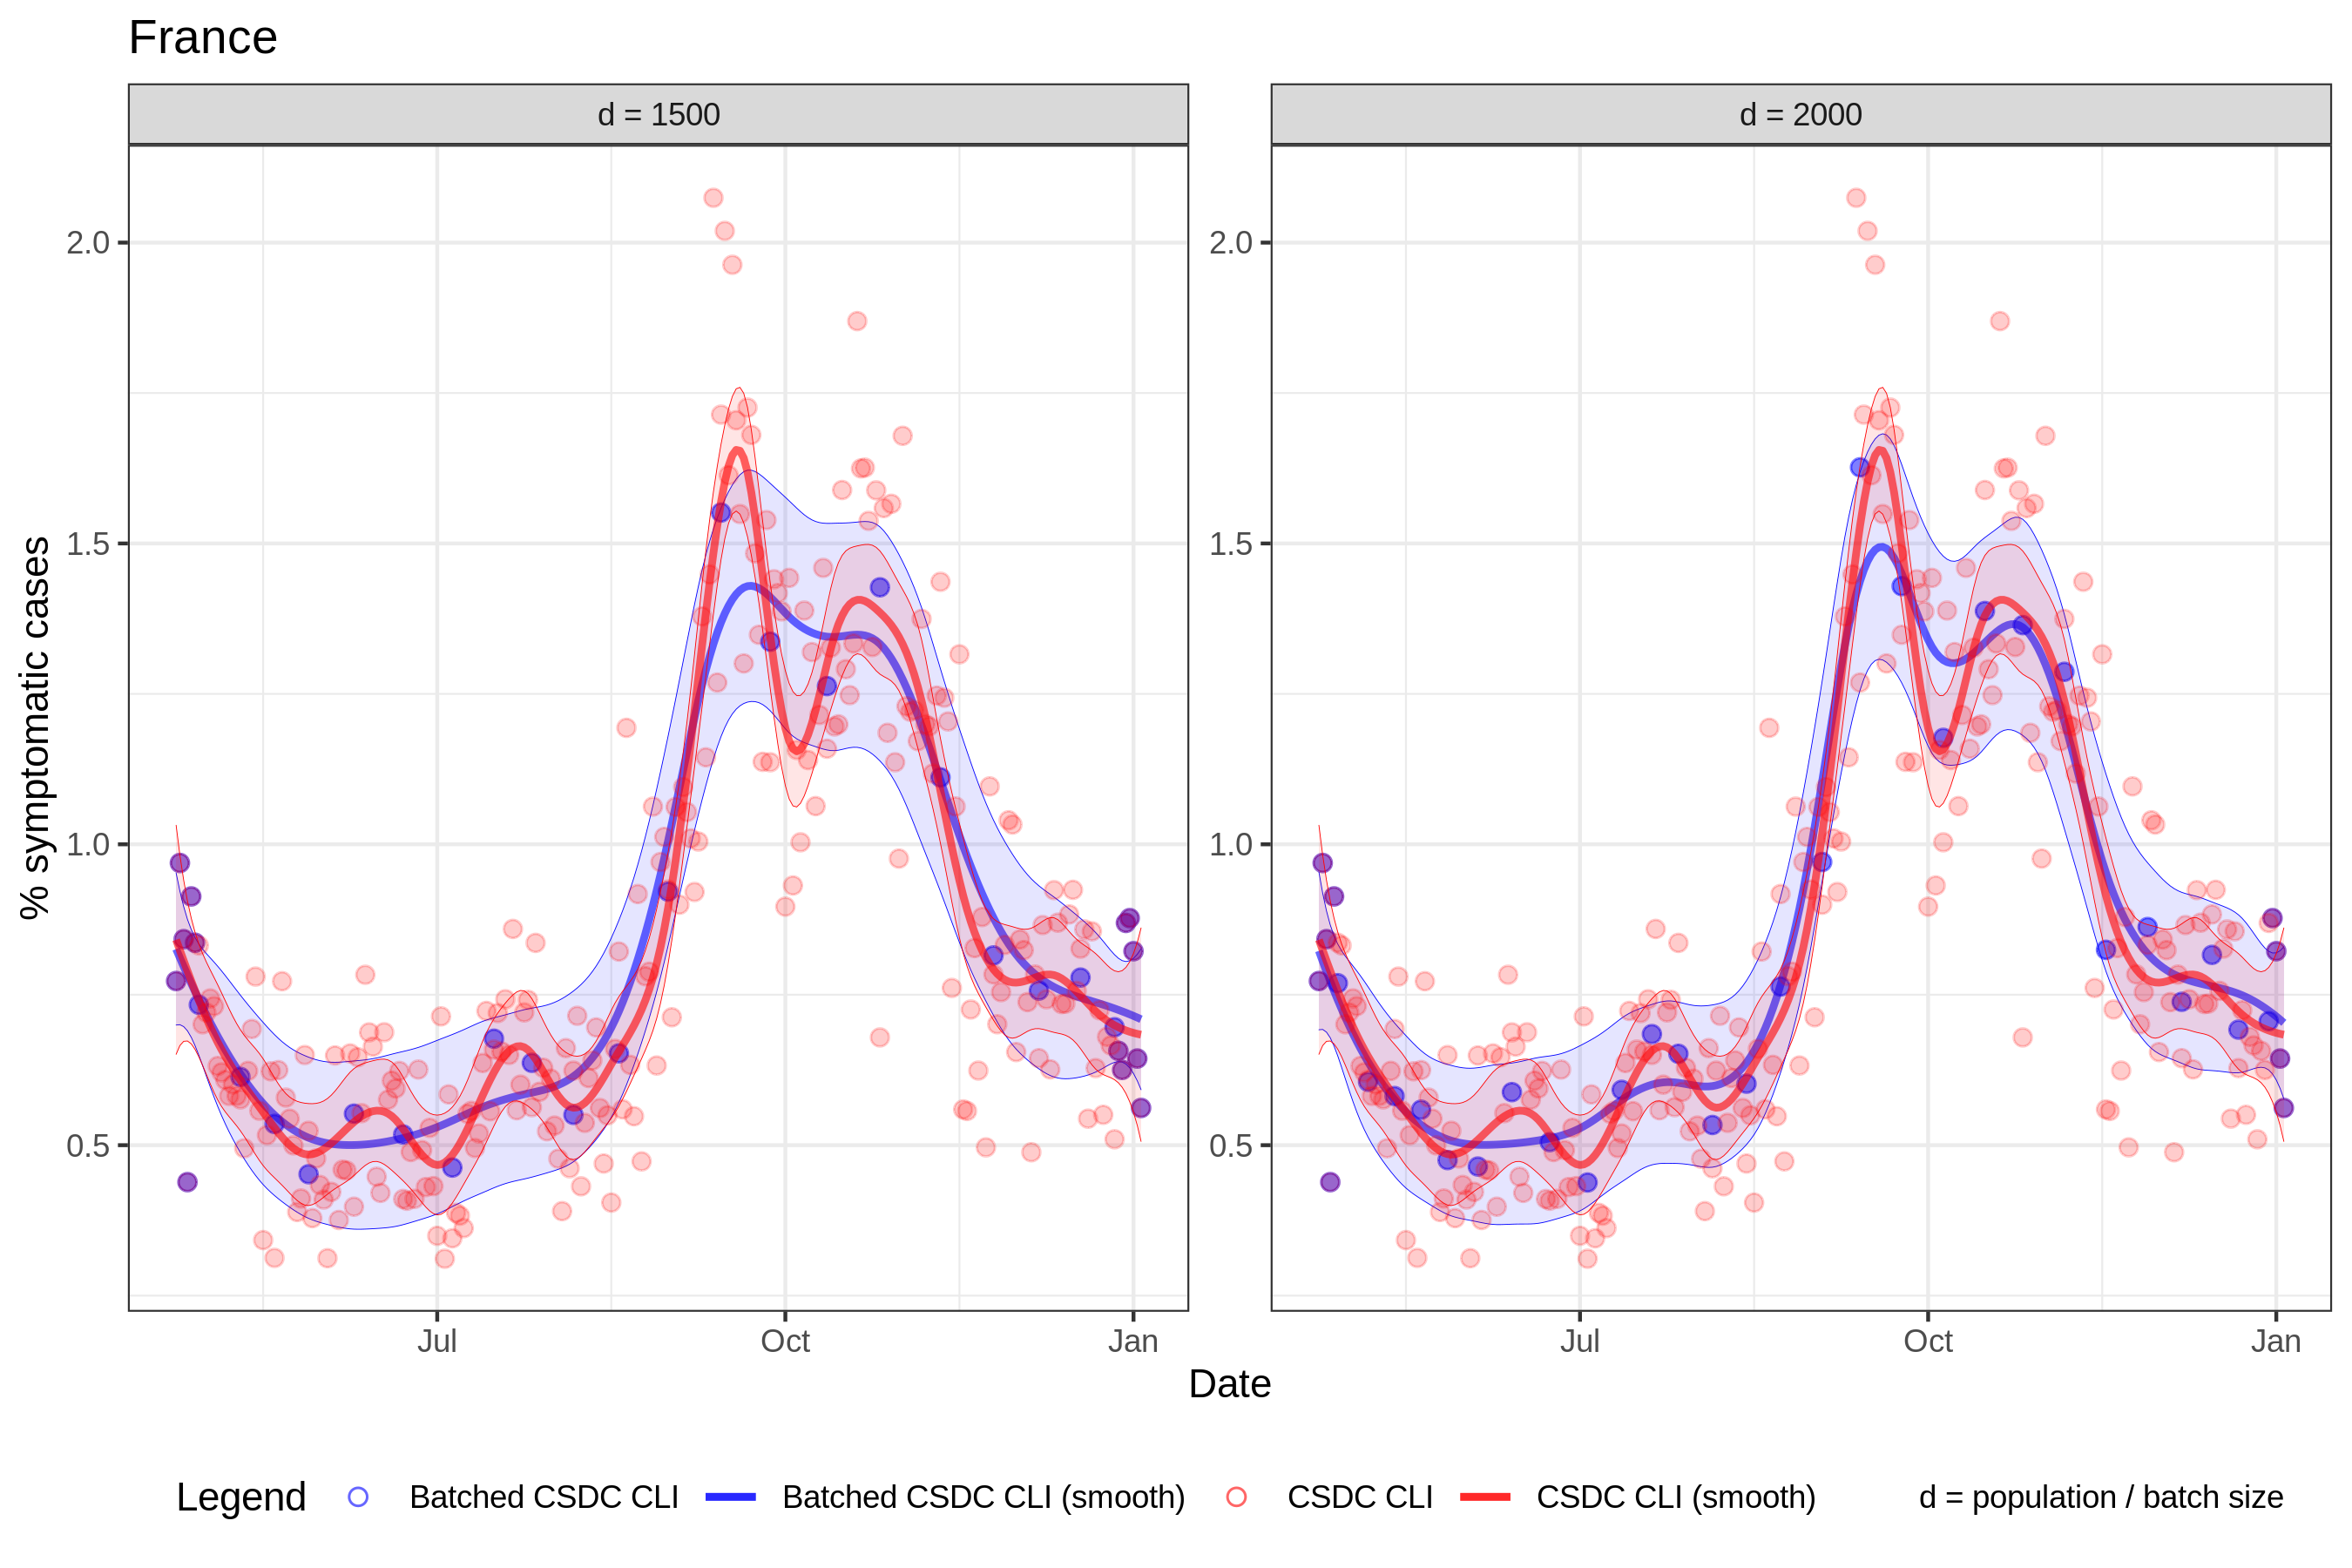 France
d = 1500
d = 2000
% symptomatic cases
2.0
1.5
1.0
0.5
2.0
1.5
1.0
0.5
Jul
Oct
Jan
Jul
Oct
Jan
Date
Legend
Batched CSDC CLI
Batched CSDC CLI (smooth)
CSDC CLI
CSDC CLI (smooth)
d = population / batch size